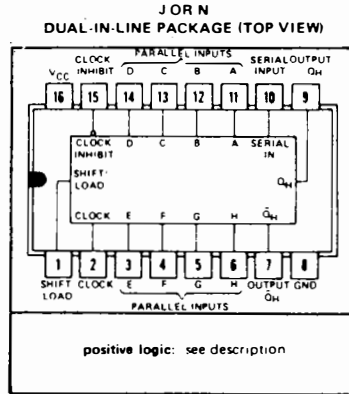 J OR N
DUAL-IN-LINE PACKAGE (TOP VIEW)
PARALLEL INPUTS
CLOCK SERIAL OUTPUT
VCC INHIBIT D C B A INPUT QH
16 15 14 13 12 11 10 9
CLOCK D C B A SERIAL
INHIBIT IN
SHIFT/
LOAD QH
CLOCK E F G H Q̄H
1 2 3 4 5 6 7 8
SHIFT CLOCK E F G H OUTPUT GND
LOAD Q̄H
PARALLEL INPUTS
positive logic: see description